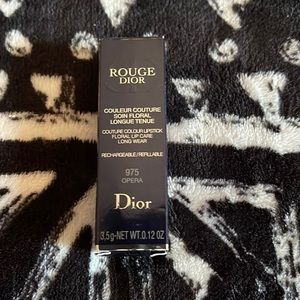 ROUGE
DIOR
COULEUR COUTURE
SOIN FLORAL
LONGUE TENUE
COUTURE COLOUR LIPSTICK
FLORAL LIP CARE
LONG WEAR
RECHARGEABLE/REFILLABLE
975
OPERA
Dior
3,5g-NET WT.0.12 OZ